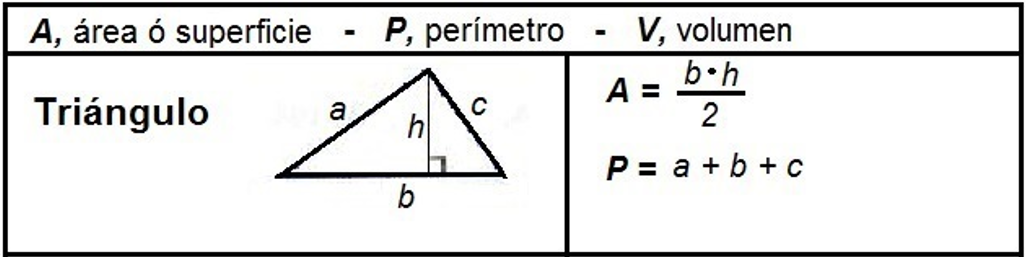 A, área ó superficie - P, perímetro - V, volumen
Triángulo
a
h
c
b
A = b•h / 2
P = a + b + c